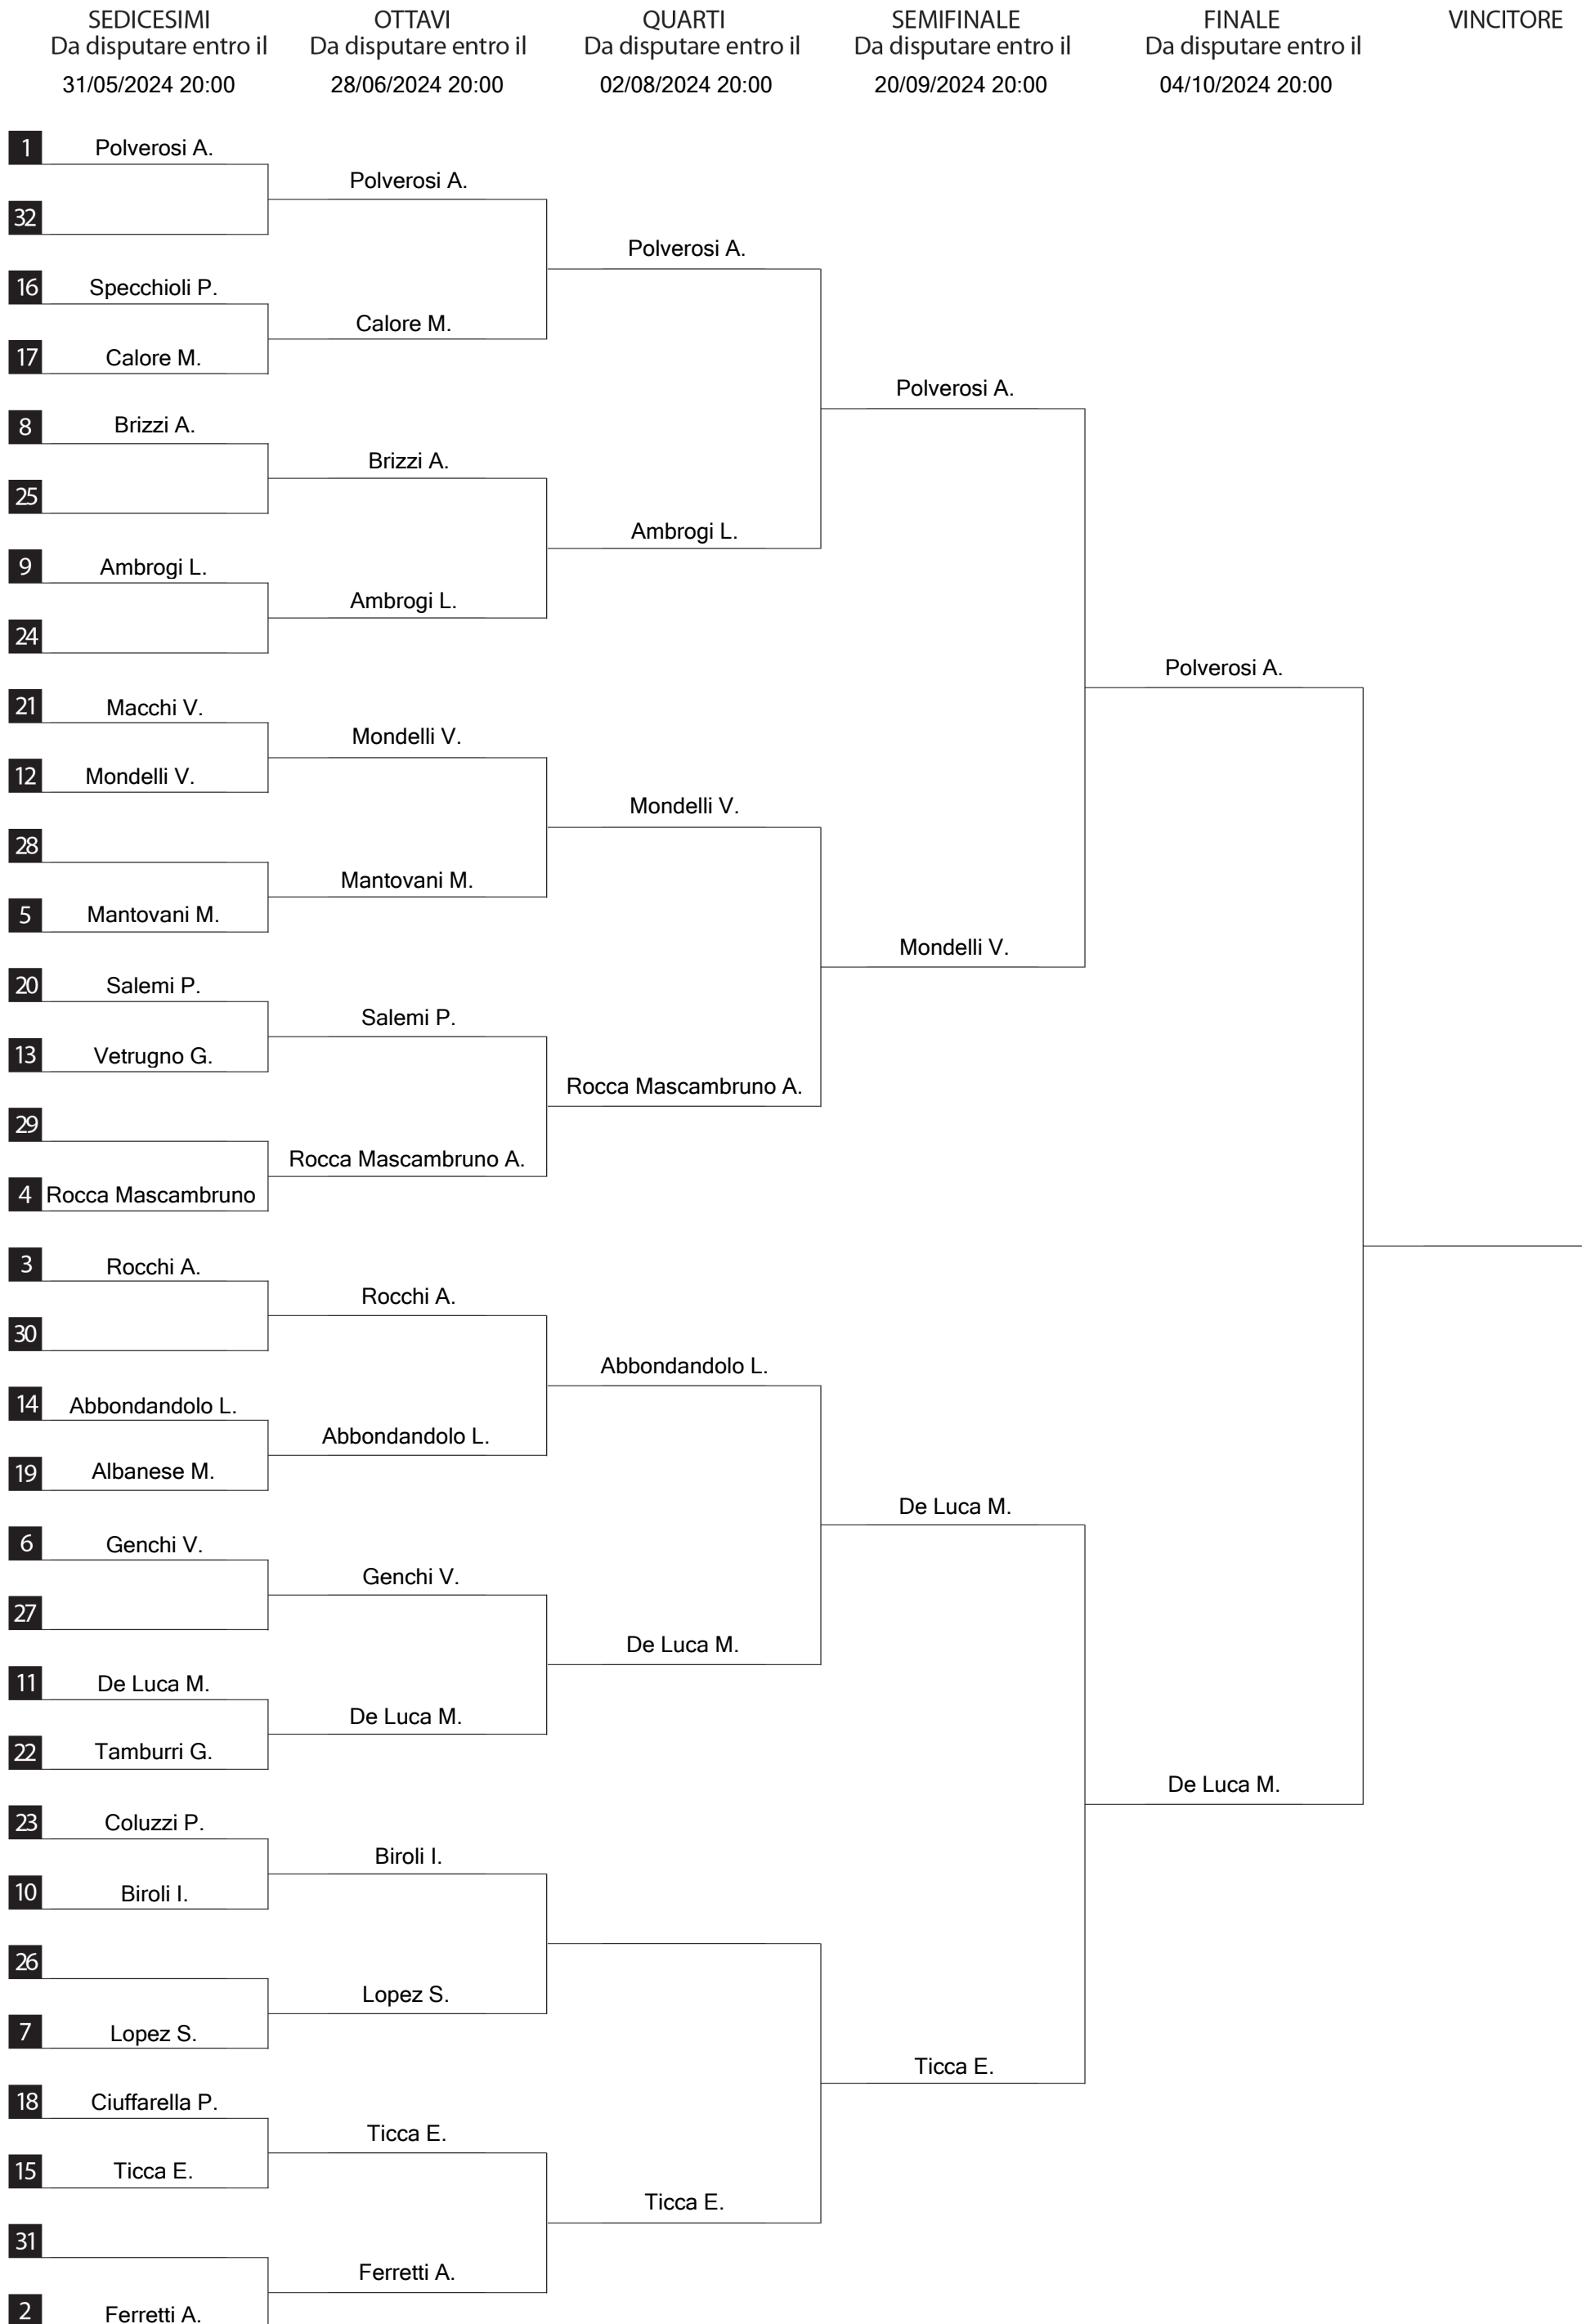 SEDICESIMI
Da disputare entro il
31/05/2024 20:00
OTTAVI
Da disputare entro il
28/06/2024 20:00
QUARTI
Da disputare entro il
02/08/2024 20:00
SEMIFINALE
Da disputare entro il
20/09/2024 20:00
FINALE
Da disputare entro il
04/10/2024 20:00
VINCITORE
1 Polverosi A.
32
16 Specchioli P.
17 Calore M.
8 Brizzi A.
25
9 Ambrogi L.
24
21 Macchi V.
12 Mondelli V.
28
5 Mantovani M.
20 Salemi P.
13 Vetrugno G.
29
4 Rocca Mascambruno
3 Rocchi A.
30
14 Abbondandolo L.
19 Albanese M.
6 Genchi V.
27
11 De Luca M.
22 Tamburri G.
23 Coluzzi P.
10 Biroli I.
26
7 Lopez S.
18 Ciuffarella P.
15 Ticca E.
31
2 Ferretti A.
Polverosi A.
Calore M.
Brizzi A.
Ambrogi L.
Mondelli V.
Mantovani M.
Salemi P.
Rocca Mascambruno A.
Rocchi A.
Abbondandolo L.
Genchi V.
De Luca M.
Biroli I.
Lopez S.
Ticca E.
Ferretti A.
Polverosi A.
Ambrogi L.
Mondelli V.
Rocca Mascambruno A.
Abbondandolo L.
De Luca M.
Ticca E.
Polverosi A.
Mondelli V.
De Luca M.
Ticca E.
Polverosi A.
De Luca M.